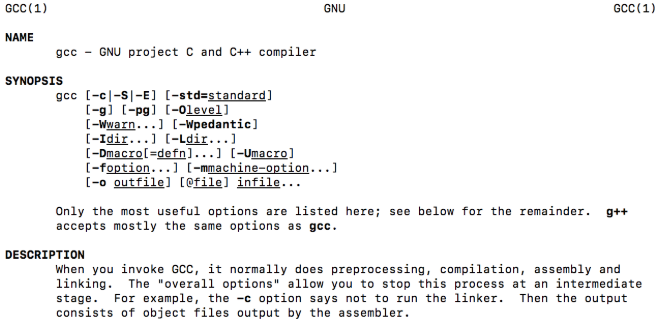 GCC(1) GNU GCC(1)
NAME
gcc - GNU project C and C++ compiler
SYNOPSIS
gcc [-c|-S|-E] [-std=standard]
[-g] [-pg] [-Olevel]
[-Wwarn...] [-Wpedantic]
[-Idir...] [-Ldir...]
[-Dmacro[=defn]...] [-Umacro]
[-foption...] [-mmachine-option...]
[-o outfile] [@file] infile...
Only the most useful options are listed here; see below for the remainder. g++
accepts mostly the same options as gcc.
DESCRIPTION
When you invoke GCC, it normally does preprocessing, compilation, assembly and
linking. The "overall options" allow you to stop this process at an intermediate
stage. For example, the -c option says not to run the linker. Then the output
consists of object files output by the assembler.